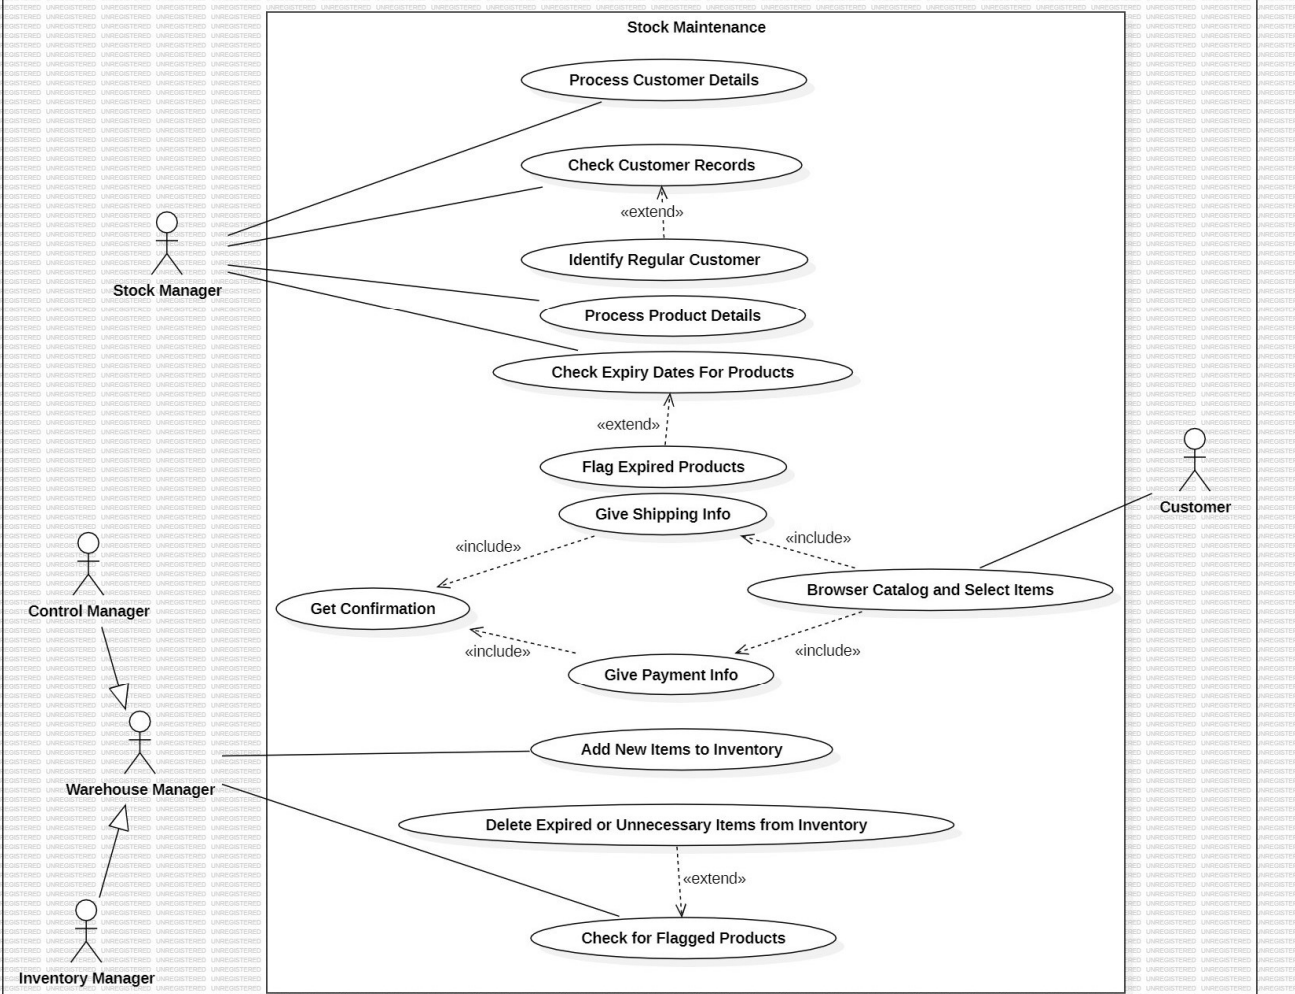 Stock Maintenance
Process Customer Details
Check Customer Records
«extend»
Identify Regular Customer
Stock Manager
Process Product Details
Check Expiry Dates For Products
«extend»
Flag Expired Products
Customer
Give Shipping Info
«include»
«include»
Browser Catalog and Select Items
Get Confirmation
Control Manager
«include»
«include»
Give Payment Info
Add New Items to Inventory
Warehouse Manager
Delete Expired or Unnecessary Items from Inventory
«extend»
Check for Flagged Products
Inventory Manager
UNREGISTERED